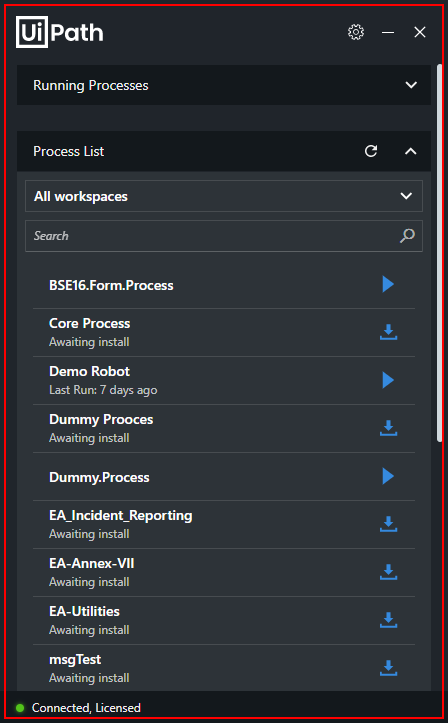 UiPath
Running Processes
Process List
All workspaces
Search
BSE16.Form.Process
Core Process
Awaiting install
Demo Robot
Last Run: 7 days ago
Dummy Prooces
Awaiting install
Dummy.Process
EA_Incident_Reporting
Awaiting install
EA-Annex-VII
Awaiting install
EA-Utilities
Awaiting install
msgTest
Awaiting install
Connected, Licensed